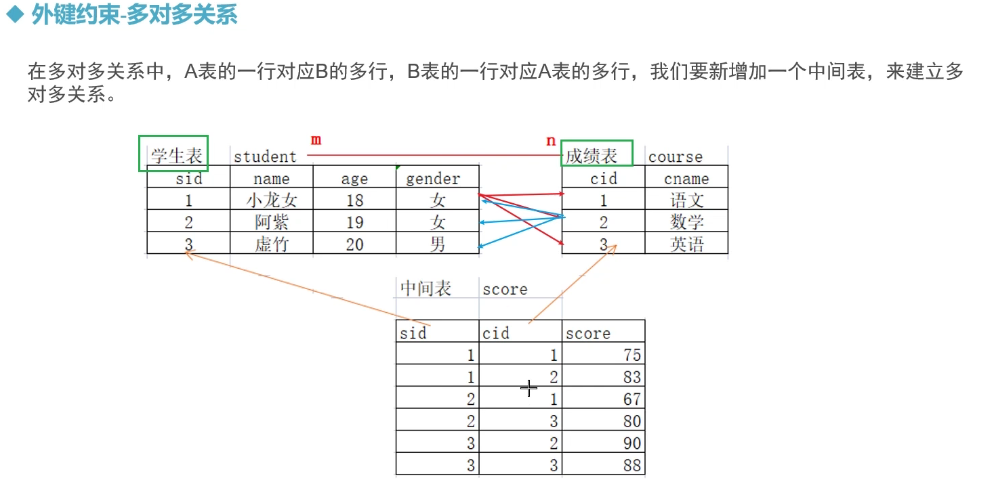 外键约束-多对多关系
在多对多关系中，A表的一行对应B的多行，B表的一行对应A表的多行，我们要新增加一个中间表，来建立多
对多关系。
m n
学生表 student 成绩表 course
sid name age gender cid cname
1 小龙女 18 女 1 语文
2 阿紫 19 女 2 数学
3 虚竹 20 男 3 英语
中间表 score
sid cid score
1 1 75
1 2 83
2 1 67
2 3 80
3 2 90
3 3 88